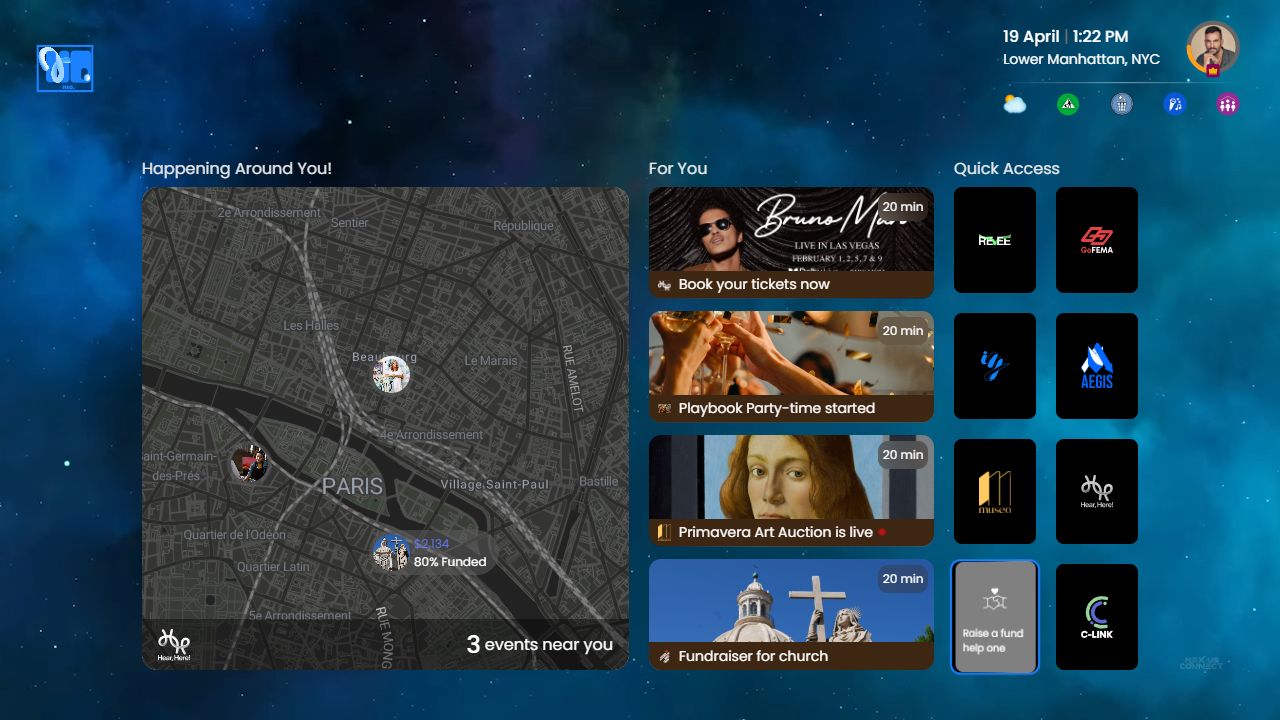 neo.
19 April | 1:22 PM
Lower Manhattan, NYC
Happening Around You!
2e Arrondissement
Sentier
République
Les Halles
Le Marais
RUE AMELOT
4e Arrondissement
Saint-Germain-
des-Prés
PARIS
Village Saint-Paul
Bastille
Quartier de l'Odéon
Quartier Latin
$2,134
80% Funded
5e Arrondissement
RUE MONG
Hear, Here!
3 events near you
For You
20 min
Bruno Mars
LIVE IN LAS VEGAS
FEBRUARY 1, 2, 5, 7 & 9
Book your tickets now
20 min
Playbook Party-time started
20 min
Primavera Art Auction is live
20 min
Fundraiser for church
Quick Access
REVEE
GoFEMA
AEGIS
museo
Hear, Here!
Raise a fund
help one
C-LINK
NEXUS
CONNECT